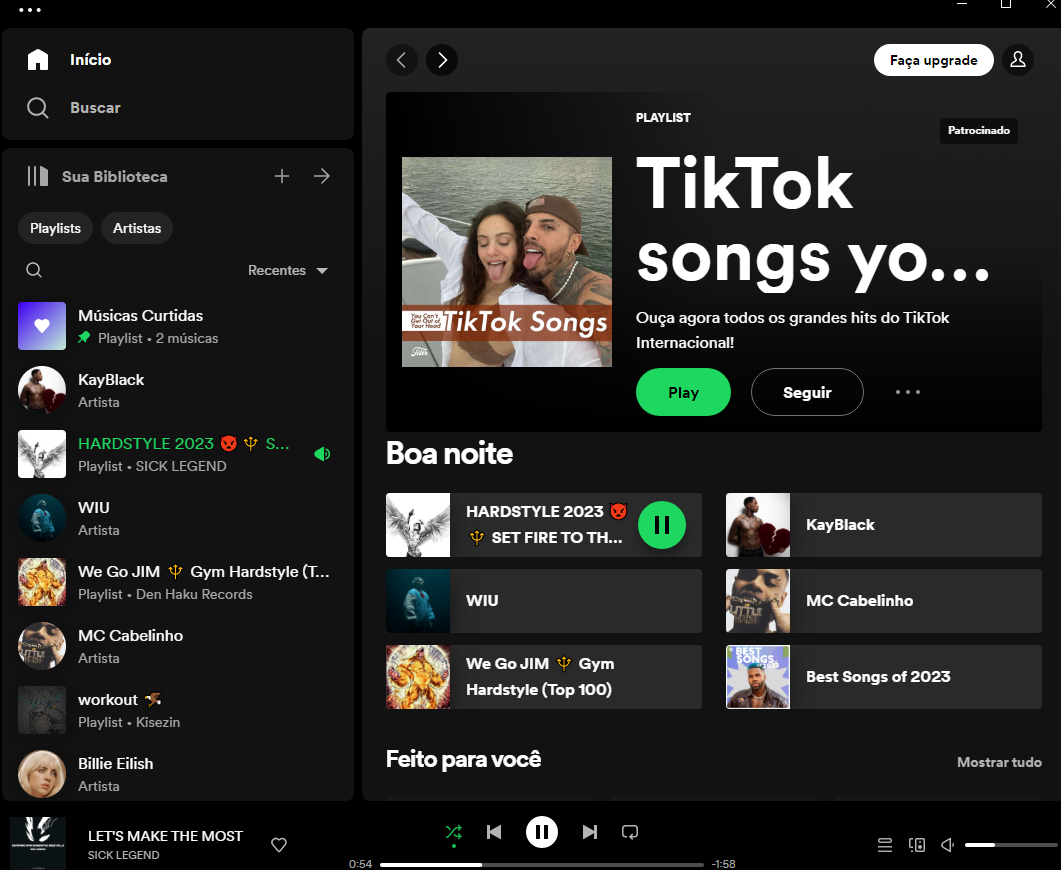 Início
Buscar
Sua Biblioteca
Playlists
Artistas
Recentes
Músicas Curtidas
Playlist • 2 músicas
KayBlack
Artista
HARDSTYLE 2023 😈 🔱 S...
Playlist • SICK LEGEND
WIU
Artista
We Go JIM 🔱 Gym Hardstyle (T...
Playlist • Den Haku Records
MC Cabelinho
Artista
workout
Playlist • Kisezin
Billie Eilish
Artista
Faça upgrade
PLAYLIST
Patrocinado
TikTok
songs yo...
You Can't
Get Out of
Your Head
TikTok Songs
Filtr
Ouça agora todos os grandes hits do TikTok
Internacional!
Play
Seguir
Boa noite
HARDSTYLE 2023 😈
🔱 SET FIRE TO TH...
KayBlack
WIU
MC Cabelinho
We Go JIM 🔱 Gym
Hardstyle (Top 100)
BEST
SONGS
OF 2023
Best Songs of 2023
Feito para você
Mostrar tudo
LET'S MAKE THE MOST
SICK LEGEND
0:54
-1:58